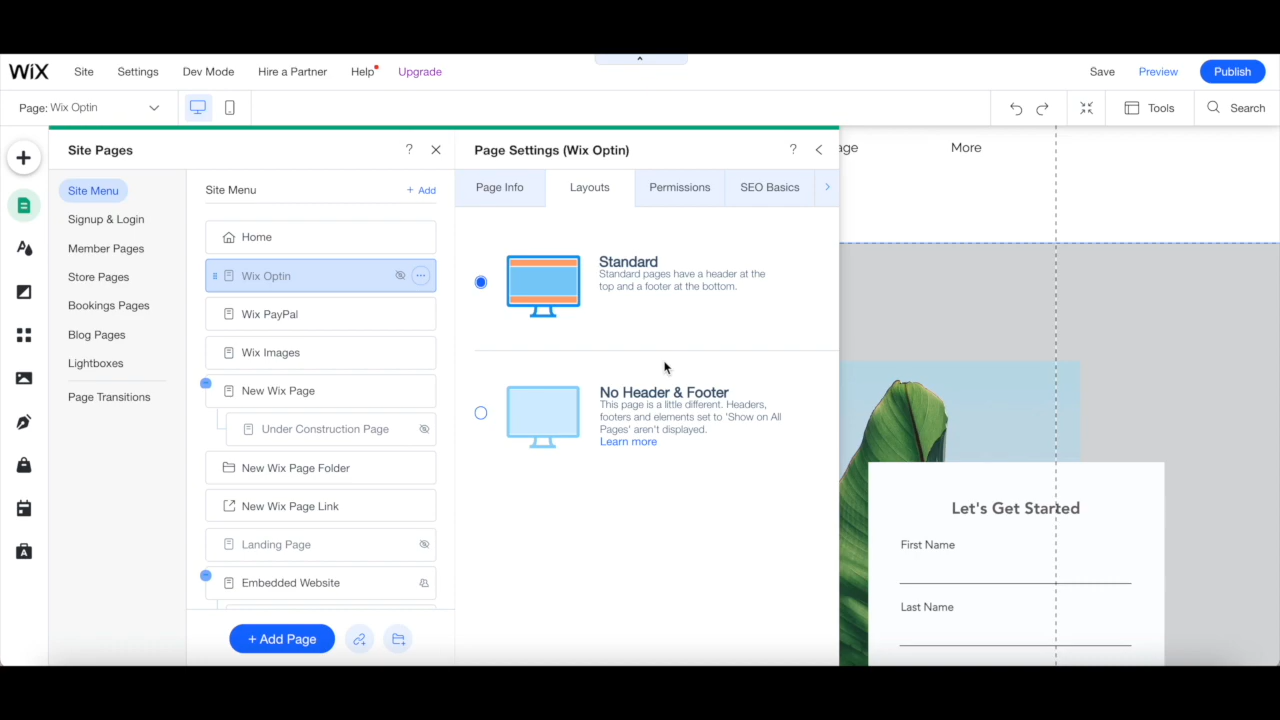 WiX
Site
Settings
Dev Mode
Hire a Partner
Help
Upgrade
Save
Preview
Publish
Page: Wix Optin
Tools
Search
Site Pages
?
Site Menu
Signup & Login
Member Pages
Store Pages
Bookings Pages
Blog Pages
Lightboxes
Page Transitions
Site Menu
+ Add
Home
Wix Optin
Wix PayPal
Wix Images
New Wix Page
Under Construction Page
New Wix Page Folder
New Wix Page Link
Landing Page
Embedded Website
+ Add Page
Page Settings (Wix Optin)
?
Page Info
Layouts
Permissions
SEO Basics
Standard
Standard pages have a header at the
top and a footer at the bottom.
No Header & Footer
This page is a little different. Headers,
footers and elements set to 'Show on All
Pages' aren't displayed.
Learn more
age
More
Let's Get Started
First Name
Last Name